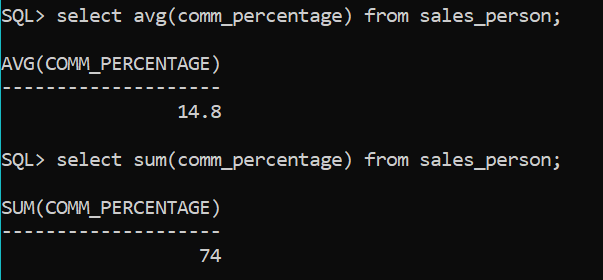 SQL> select avg(comm_percentage) from sales_person;
AVG(COMM_PERCENTAGE)
--------------------
14.8
SQL> select sum(comm_percentage) from sales_person;
SUM(COMM_PERCENTAGE)
--------------------
74